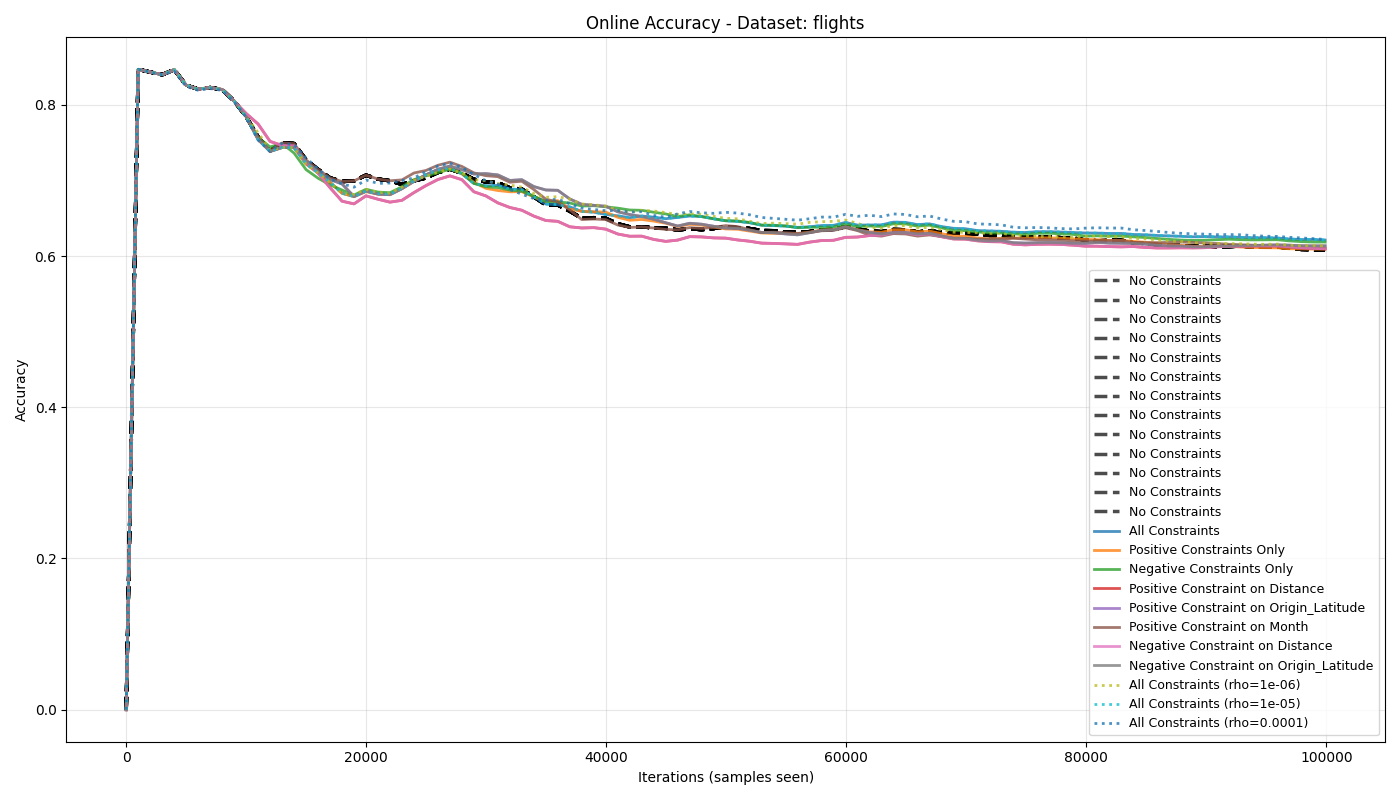 Online Accuracy - Dataset: flights
Accuracy
0.8
0.6
0.4
0.2
0.0
No Constraints
No Constraints
No Constraints
No Constraints
No Constraints
No Constraints
No Constraints
No Constraints
No Constraints
No Constraints
No Constraints
No Constraints
No Constraints
All Constraints
Positive Constraints Only
Negative Constraints Only
Positive Constraint on Distance
Positive Constraint on Origin_Latitude
Positive Constraint on Month
Negative Constraint on Distance
Negative Constraint on Origin_Latitude
All Constraints (rho=1e-06)
All Constraints (rho=1e-05)
All Constraints (rho=0.0001)
0 20000 40000 60000 80000 100000
Iterations (samples seen)